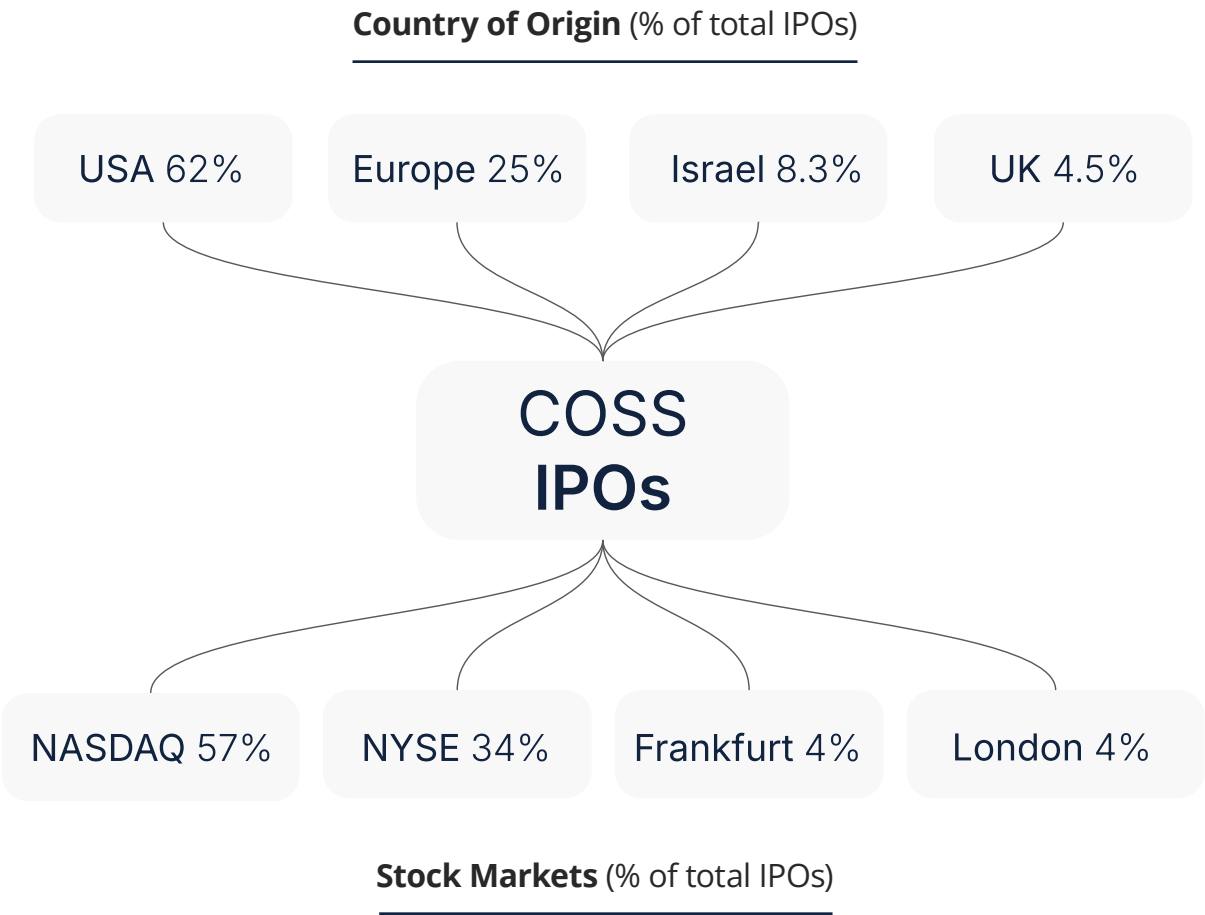 Country of Origin (% of total IPOs)
USA 62%
Europe 25%
Israel 8.3%
UK 4.5%
COSS
IPOs
NASDAQ 57%
NYSE 34%
Frankfurt 4%
London 4%
Stock Markets (% of total IPOs)